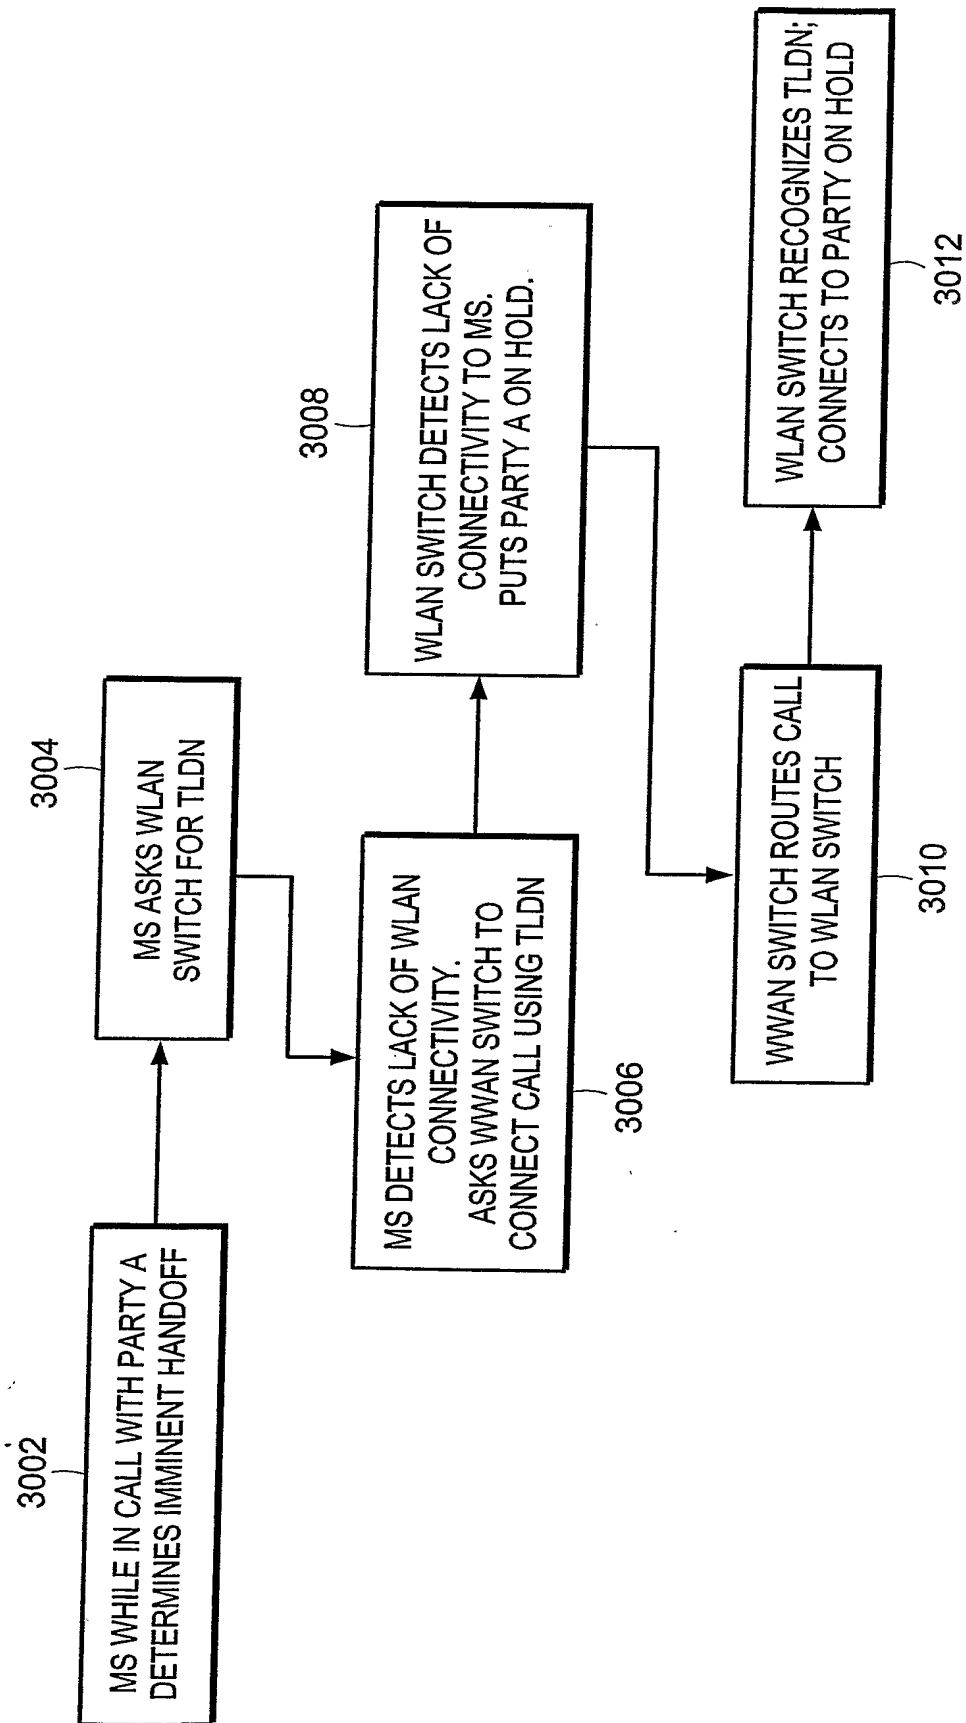 3002
MS WHILE IN CALL WITH PARTY A
DETERMINES IMMINENT HANDOFF
3004
MS ASKS WLAN
SWITCH FOR TLDN
MS DETECTS LACK OF WLAN
CONNECTIVITY.
ASKS WWAN SWITCH TO
CONNECT CALL USING TLDN
3006
3008
WLAN SWITCH DETECTS LACK OF
CONNECTIVITY TO MS.
PUTS PARTY A ON HOLD.
WWAN SWITCH ROUTES CALL
TO WLAN SWITCH
3010
WLAN SWITCH RECOGNIZES TLDN;
CONNECTS TO PARTY ON HOLD
3012